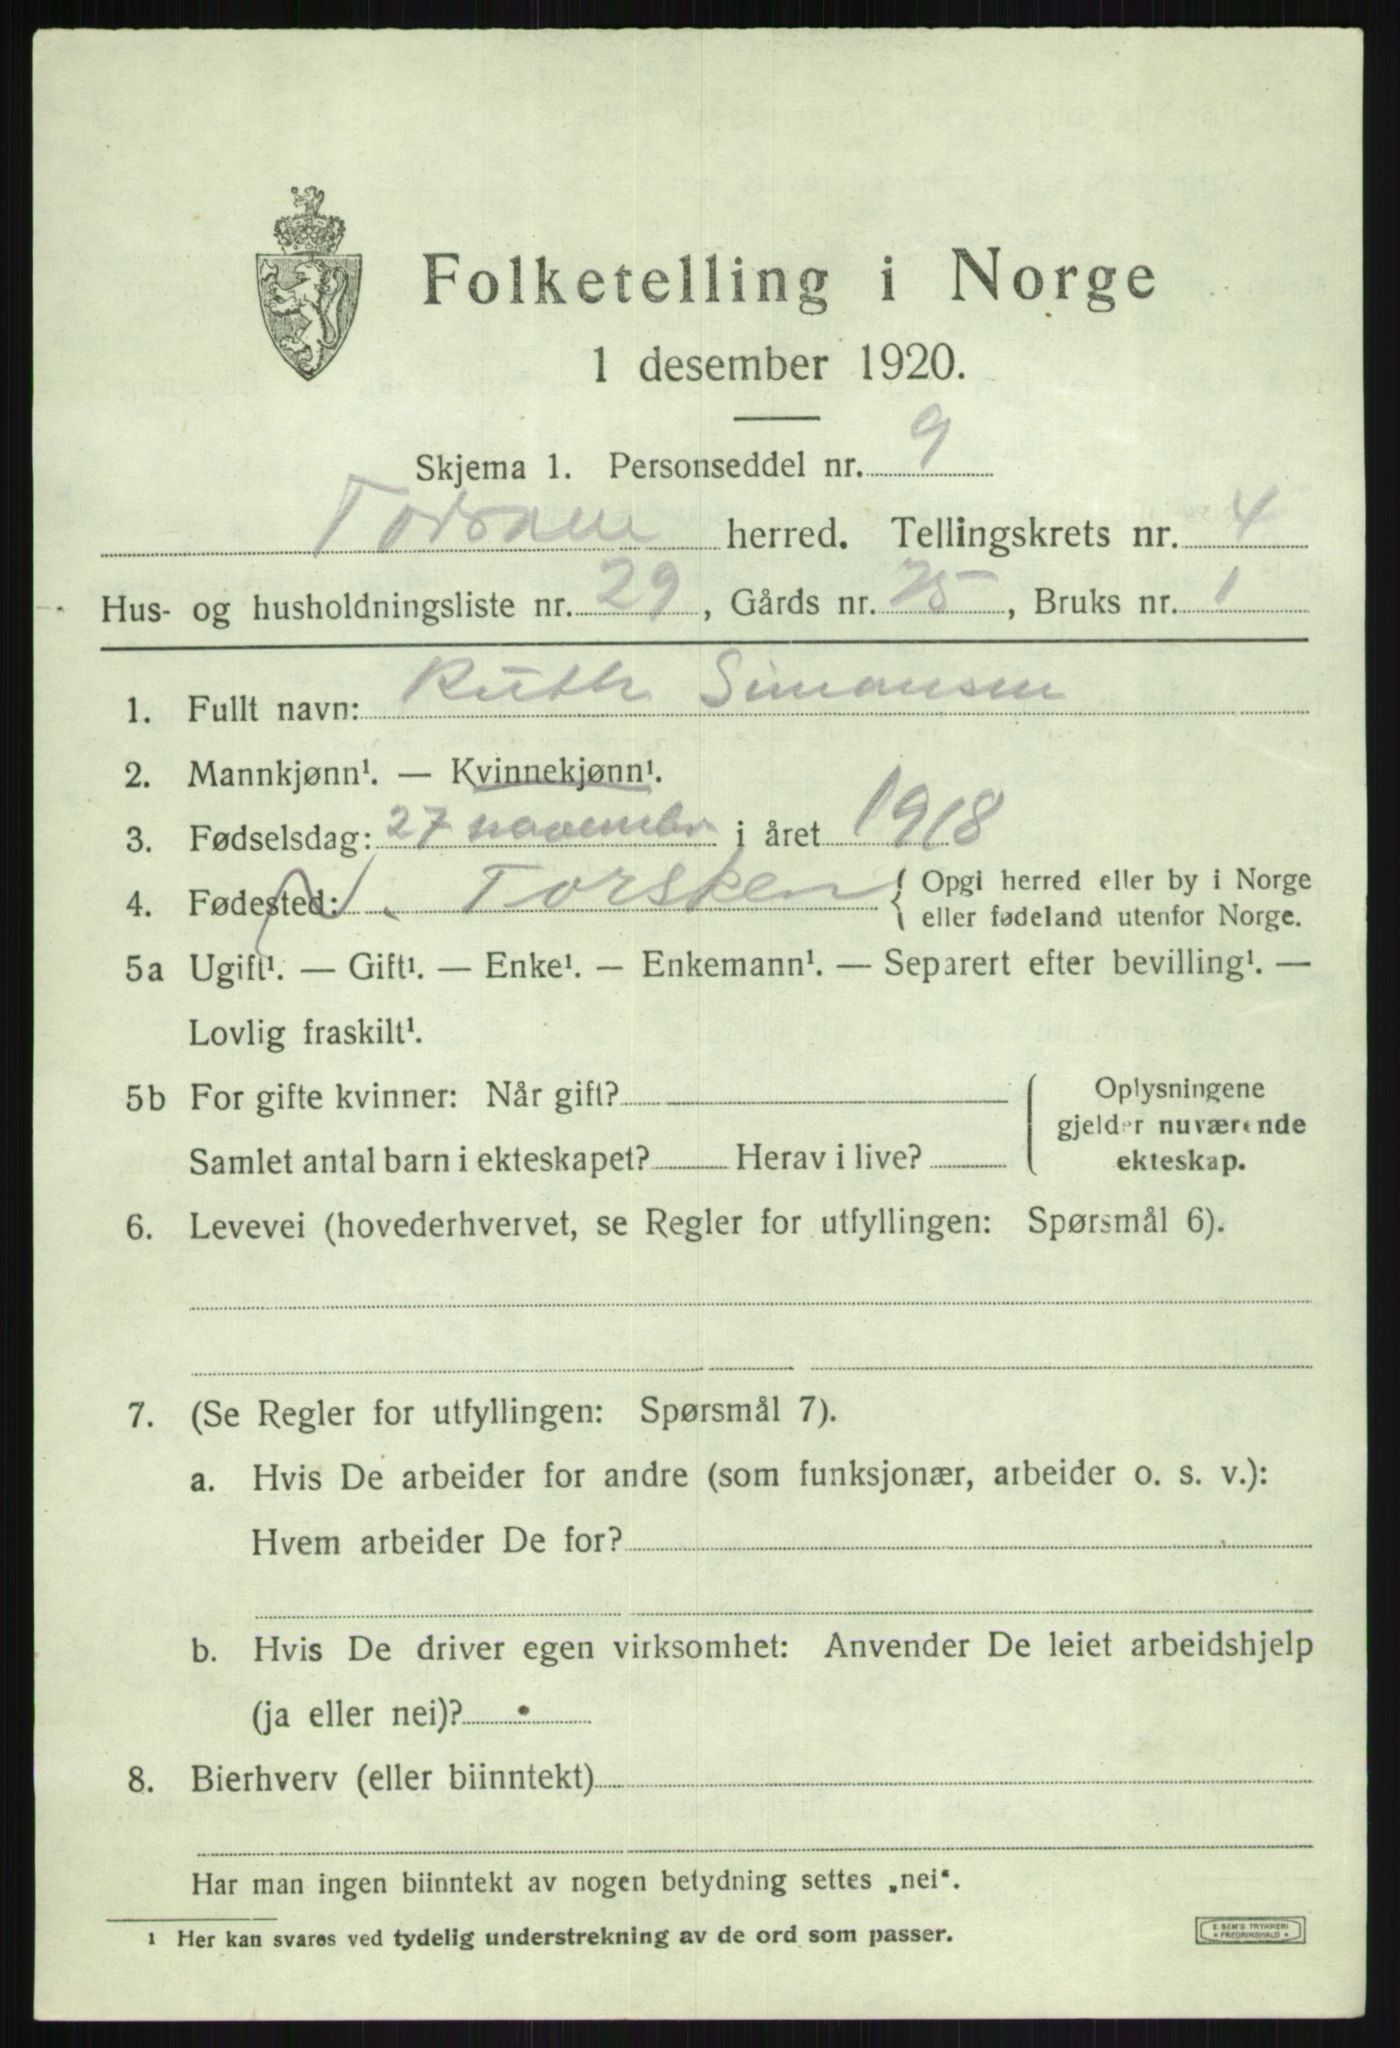 Folketelling i Norge
1 desember 1920.
Skjema 1. Personseddel nr. 9
herred. Tellingskrets nr. 4
Hus- og husholdningsliste nr. 29, Gårds nr. 25, Bruks nr. 1
1. Fullt navn: Ruth Simonsen
2. Mannkjønn¹. — Kvinnekjønn¹.
3. Fødselsdag: 27 novembr i året 1918
4. Fødested: Torsken { Opgi herred eller by i Norge
eller fødeland utenfor Norge.
5a Ugift¹. — Gift¹. — Enke¹. — Enkemann¹. — Separert efter bevilling¹. —
Lovlig fraskilt¹.
5b For gifte kvinner: Når gift?
Samlet antal barn i ekteskapet? Herav i live?
Oplysningene
gjelder nuværende
ekteskap.
6. Levevei (hovederhvervet, se Regler for utfyllingen: Spørsmål 6).
7. (Se Regler for utfyllingen: Spørsmål 7).
a. Hvis De arbeider for andre (som funksjonær, arbeider o. s. v.):
Hvem arbeider De for?
b. Hvis De driver egen virksomhet: Anvender De leiet arbeidshjelp
(ja eller nei)?
8. Bierhverv (eller biinntekt)
Har man ingen biinntekt av nogen betydning settes „nei“.
¹ Her kan svares ved tydelig understrekning av de ord som passer.
E. SEM'S TRYKKERI
* FREDRIKSHALD *